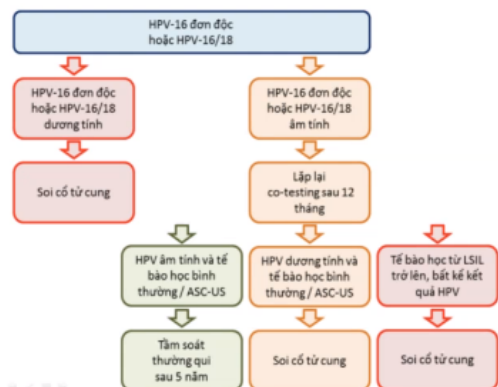 HPV-16 đơn độc
hoặc HPV-16/18
HPV-16 đơn độc
hoặc HPV-16/18
dương tính
HPV-16 đơn độc
hoặc HPV-16/18
âm tính
Soi cổ tử cung
Lặp lại
co-testing sau 12
tháng
HPV âm tính và tế
bào học bình
thường / ASC-US
HPV dương tính và
tế bào học bình
thường / ASC-US
Tế bào học từ LSIL
trở lên, bất kể kết
quả HPV
Tầm soát
thường qui
sau 5 năm
Soi cổ tử cung
Soi cổ tử cung